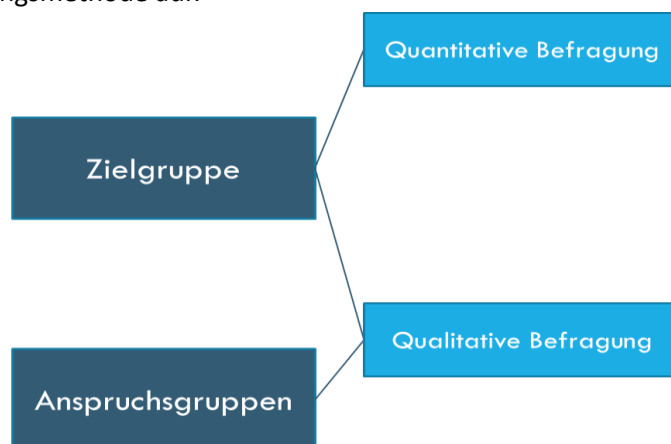 Quantitative Befragung
Zielgruppe
Qualitative Befragung
Anspruchsgruppen